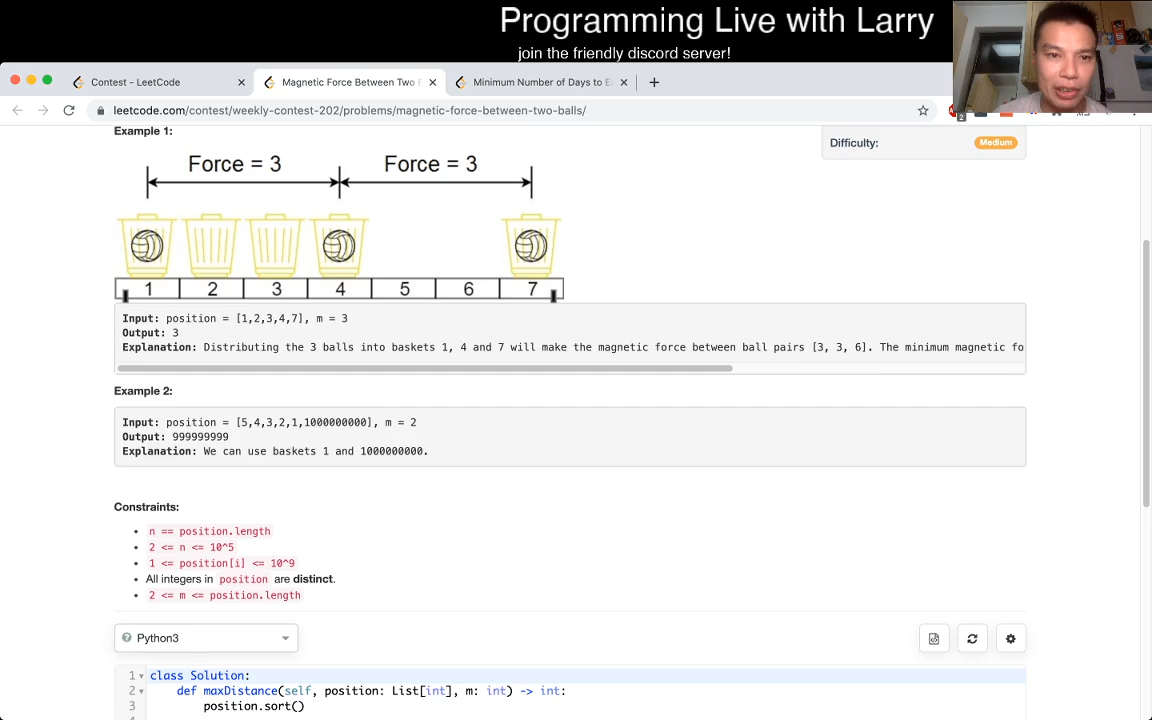 Programming Live with Larry
join the friendly discord server!
Contest - LeetCode
Magnetic Force Between Two
Minimum Number of Days to
leetcode.com/contest/weekly-contest-202/problems/magnetic-force-between-two-balls/
2
Example 1:
Difficulty:
Medium
Force = 3
Force = 3
1 2 3 4 5 6 7
Input: position = [1,2,3,4,7], m = 3
Output: 3
Explanation: Distributing the 3 balls into baskets 1, 4 and 7 will make the magnetic force between ball pairs [3, 3, 6]. The minimum magnetic fo
Example 2:
Input: position = [5,4,3,2,1,1000000000], m = 2
Output: 999999999
Explanation: We can use baskets 1 and 1000000000.
Constraints:
n == position.length
2 <= n <= 10^5
1 <= position[i] <= 10^9
All integers in position are distinct.
2 <= m <= position.length
Python3
1 class Solution:
2 def maxDistance(self, position: List[int], m: int) -> int:
3 position.sort()